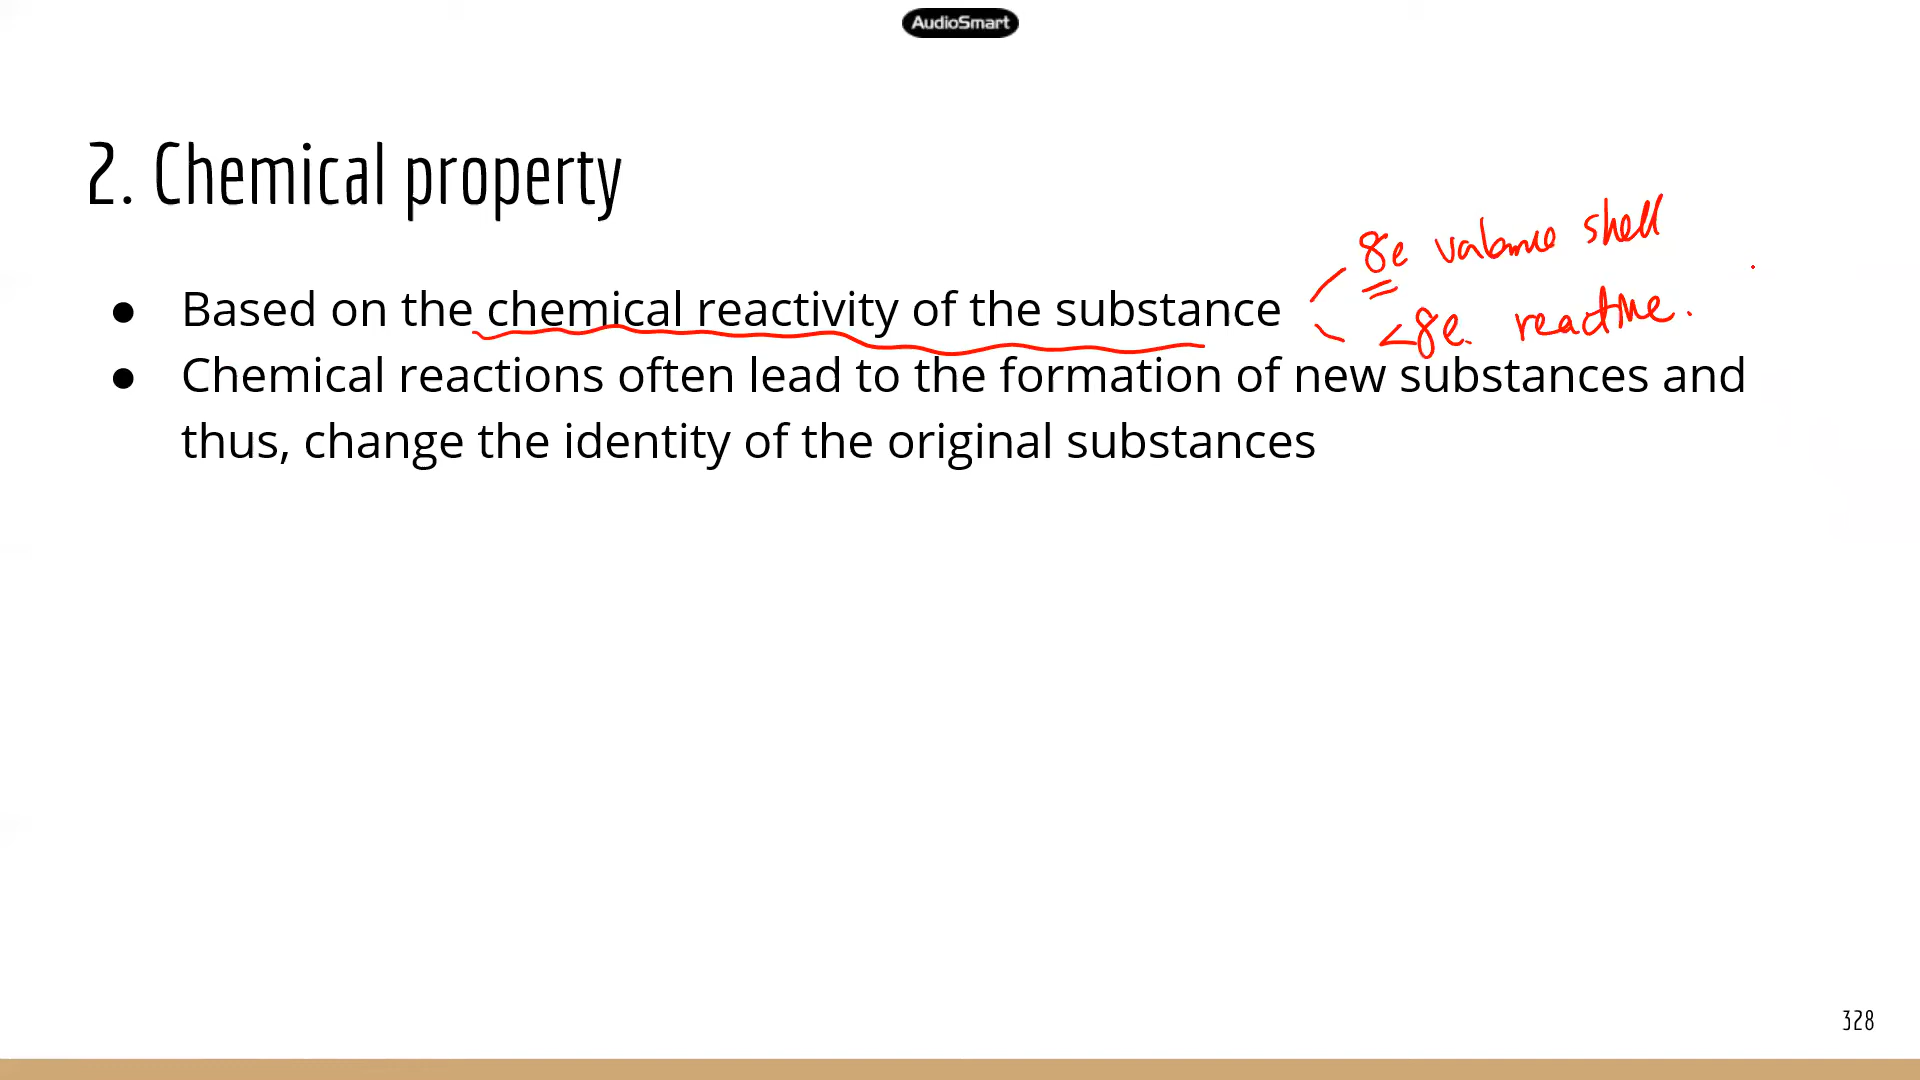 AudioSmart
2. Chemical property
8e valence shell
● Based on the chemical reactivity of the substance
<8e. reactive.
● Chemical reactions often lead to the formation of new substances and
thus, change the identity of the original substances
328